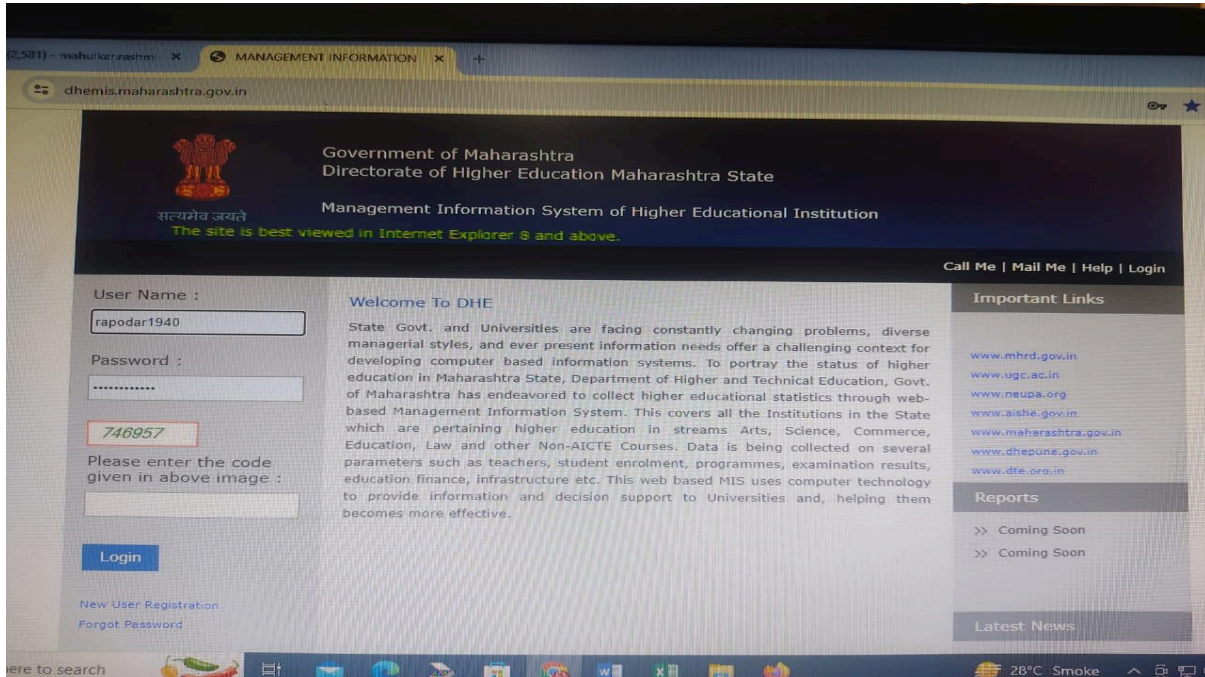 (2,581) - mahulkar.rashmi
MANAGEMENT INFORMATION
dhemis.maharashtra.gov.in
सत्यमेव जयते
Government of Maharashtra
Directorate of Higher Education Maharashtra State
Management Information System of Higher Educational Institution
The site is best viewed in Internet Explorer 8 and above.
Call Me | Mail Me | Help | Login
User Name :
rapodar1940
Password :
••••••••••••
746957
Please enter the code
given in above image :
Login
New User Registration
Forgot Password
Welcome To DHE
State Govt. and Universities are facing constantly changing problems, diverse
managerial styles, and ever present information needs offer a challenging context for
developing computer based information systems. To portray the status of higher
education in Maharashtra State, Department of Higher and Technical Education, Govt.
of Maharashtra has endeavored to collect higher educational statistics through web-
based Management Information System. This covers all the Institutions in the State
which are pertaining higher education in streams Arts, Science, Commerce,
Education, Law and other Non-AICTE Courses. Data is being collected on several
parameters such as teachers, student enrolment, programmes, examination results,
education finance, infrastructure etc. This web based MIS uses computer technology
to provide information and decision support to Universities and, helping them
becomes more effective.
Important Links
www.mhrd.gov.in
www.ugc.ac.in
www.neupa.org
www.aishe.gov.in
www.maharashtra.gov.in
www.dhepune.gov.in
www.dte.org.in
Reports
>> Coming Soon
>> Coming Soon
Latest News
ere to search
28°C Smoke